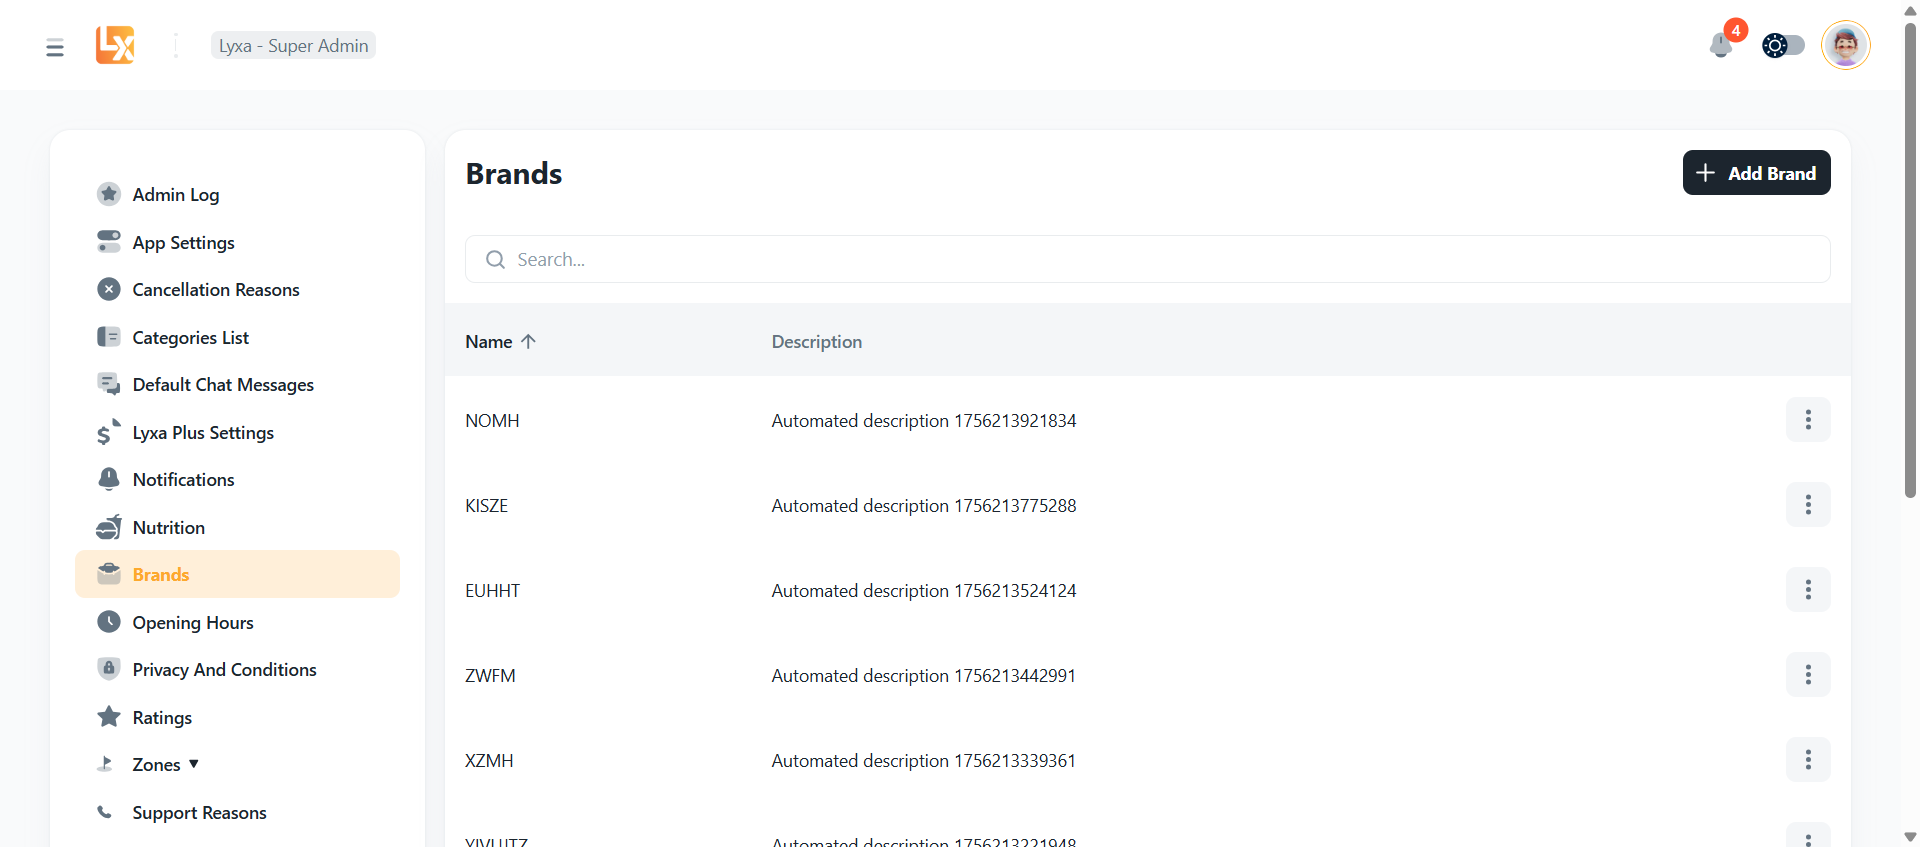 LX
Lyxa - Super Admin
4
Admin Log
App Settings
Cancellation Reasons
Categories List
Default Chat Messages
Lyxa Plus Settings
Notifications
Nutrition
Brands
Opening Hours
Privacy And Conditions
Ratings
Zones
Support Reasons
Brands
Add Brand
Search...
Name Description
NOMH Automated description 1756213921834
KISZE Automated description 1756213775288
EUHHT Automated description 1756213524124
ZWFM Automated description 1756213442991
XZMH Automated description 1756213339361
Automated description 1756213221948